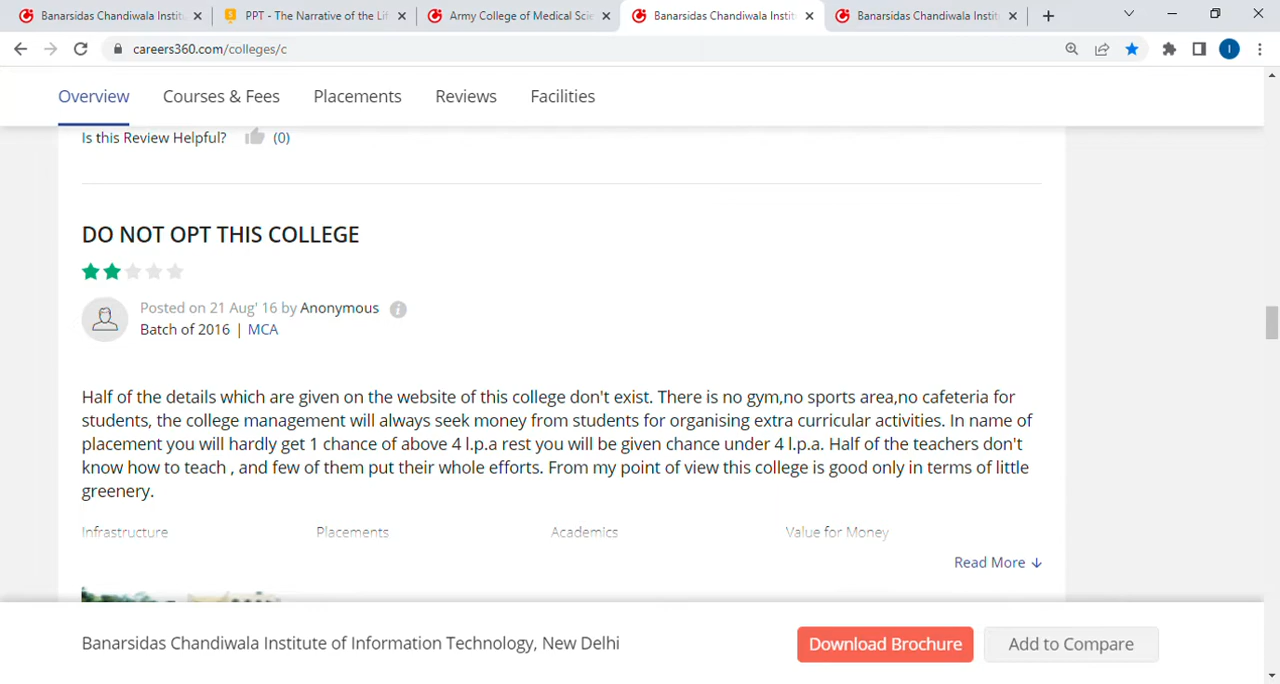 Banarsidas Chandiwala Instit
PPT - The Narrative of the Lif
Army College of Medical Scie
Banarsidas Chandiwala Instit
Banarsidas Chandiwala Instit
careers360.com/colleges/c
I
Overview Courses & Fees Placements Reviews Facilities
Is this Review Helpful? (0)
DO NOT OPT THIS COLLEGE
Posted on 21 Aug' 16 by Anonymous i
Batch of 2016 | MCA
Half of the details which are given on the website of this college don't exist. There is no gym,no sports area,no cafeteria for
students, the college management will always seek money from students for organising extra curricular activities. In name of
placement you will hardly get 1 chance of above 4 l.p.a rest you will be given chance under 4 l.p.a. Half of the teachers don't
know how to teach , and few of them put their whole efforts. From my point of view this college is good only in terms of little
greenery.
Infrastructure Placements Academics Value for Money
Read More ↓
Banarsidas Chandiwala Institute of Information Technology, New Delhi Download Brochure Add to Compare